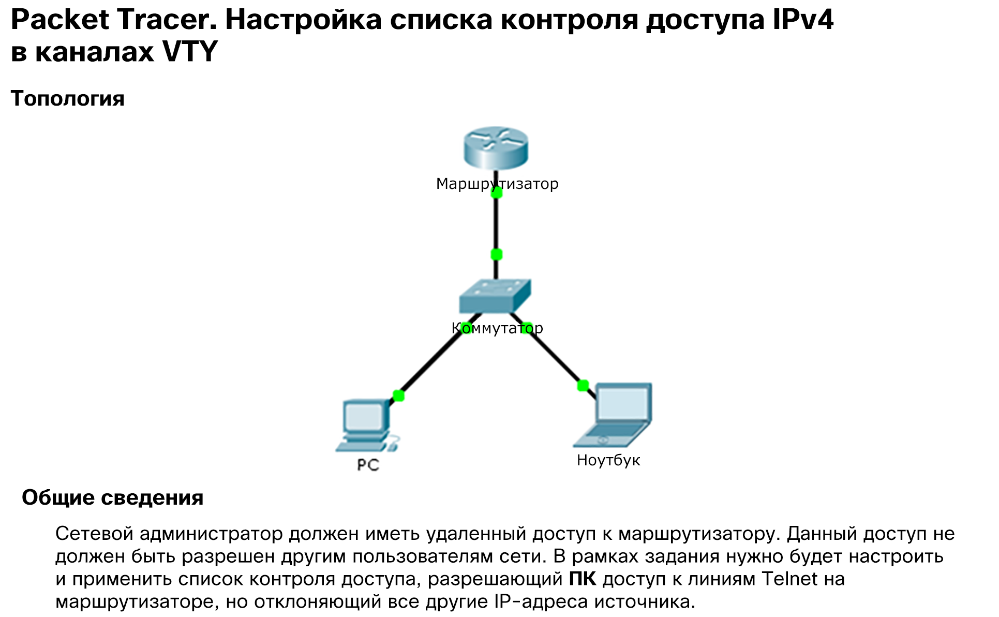 Packet Tracer. Настройка списка контроля доступа IPv4
в каналах VTY
Топология
Маршрутизатор
Коммутатор
PC
Ноутбук
Общие сведения
Сетевой администратор должен иметь удаленный доступ к маршрутизатору. Данный доступ не
должен быть разрешен другим пользователям сети. В рамках задания нужно будет настроить
и применить список контроля доступа, разрешающий ПК доступ к линиям Telnet на
маршрутизаторе, но отклоняющий все другие IP-адреса источника.